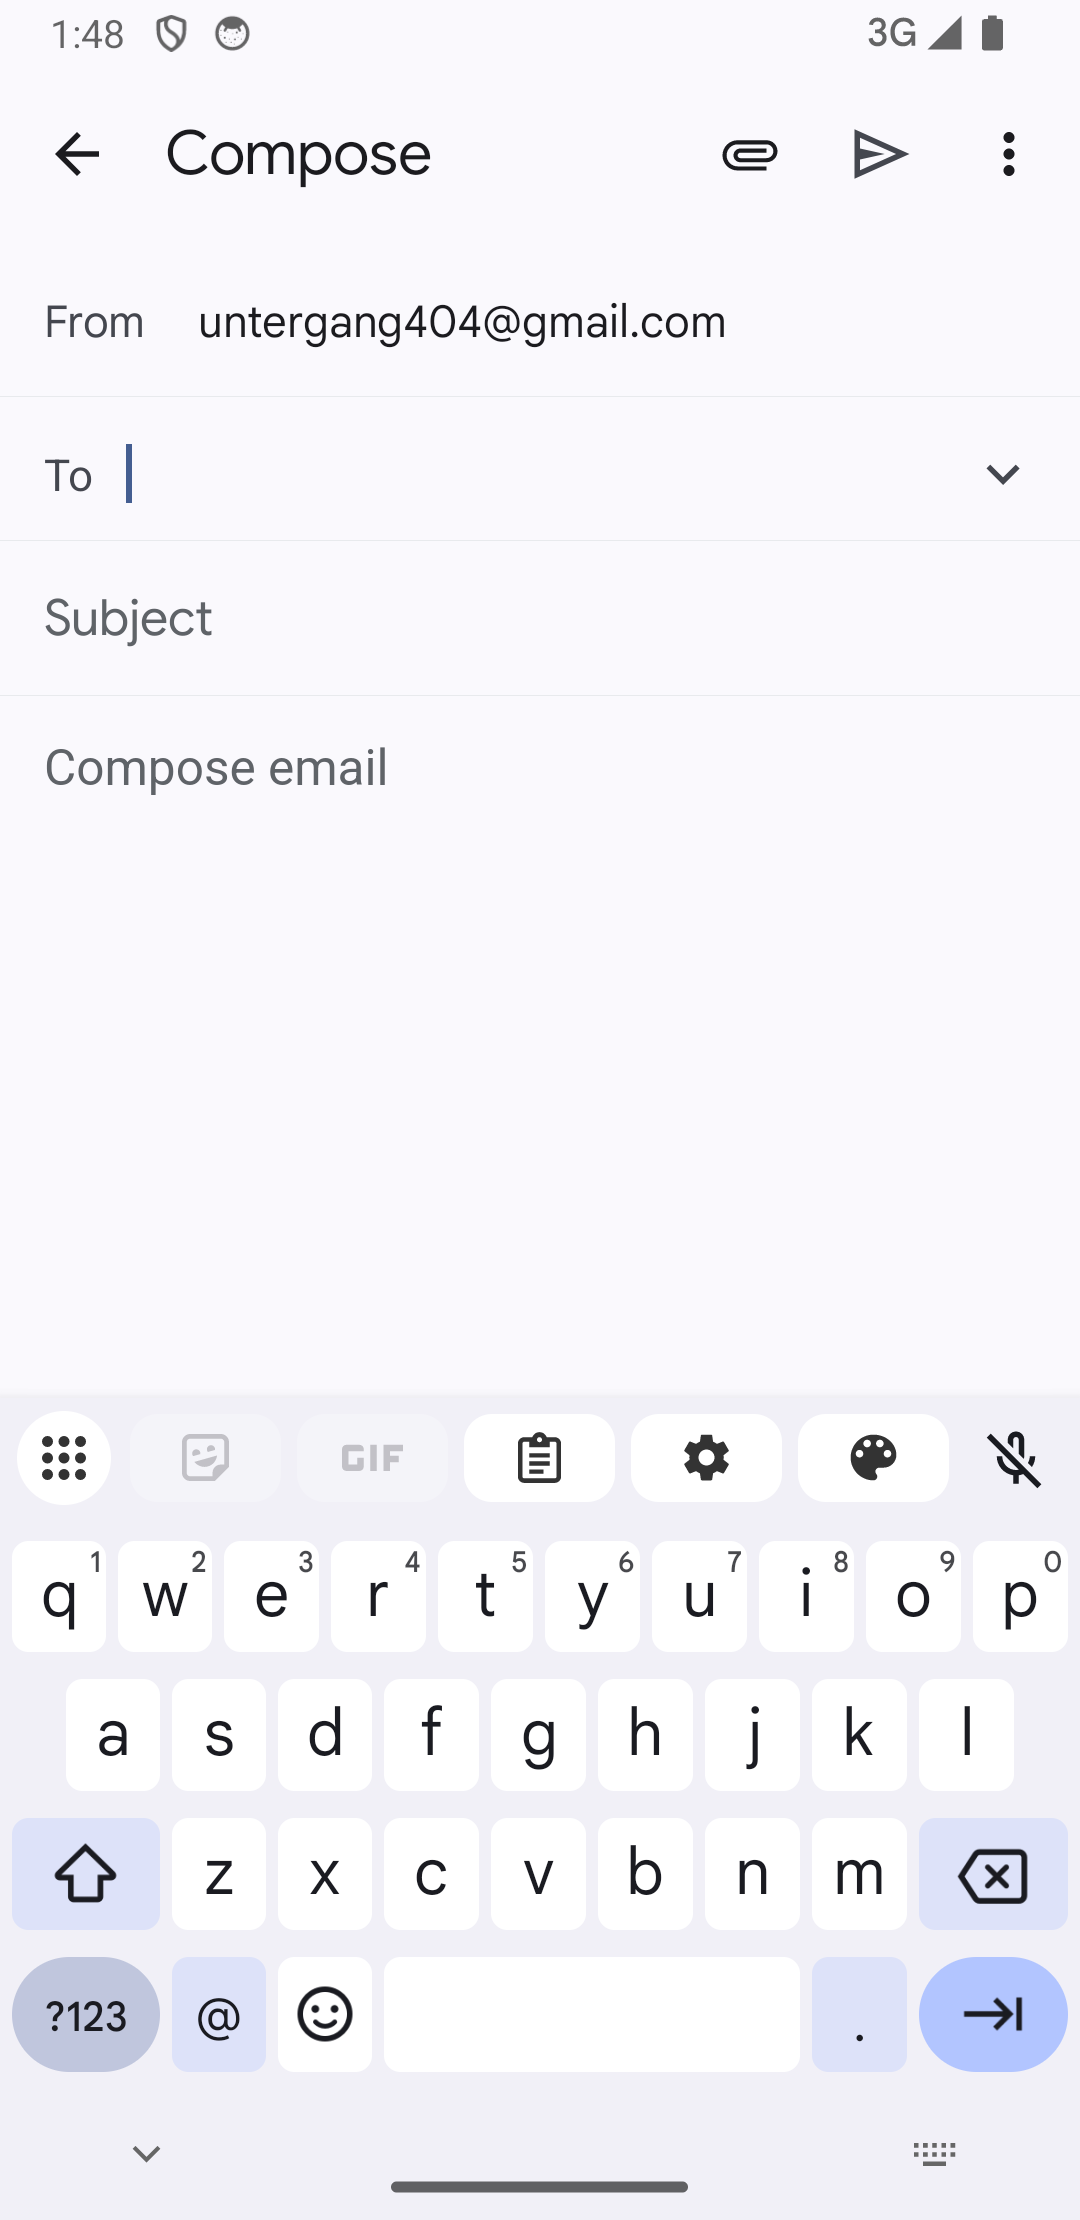 1:48 3G
Compose
From untergang404@gmail.com
To
Subject
Compose email
GIF
q 1 w 2 e 3 r 4 t 5 y 6 u 7 i 8 o 9 p 0
a s d f g h j k l
z x c v b n m
?123 @ .